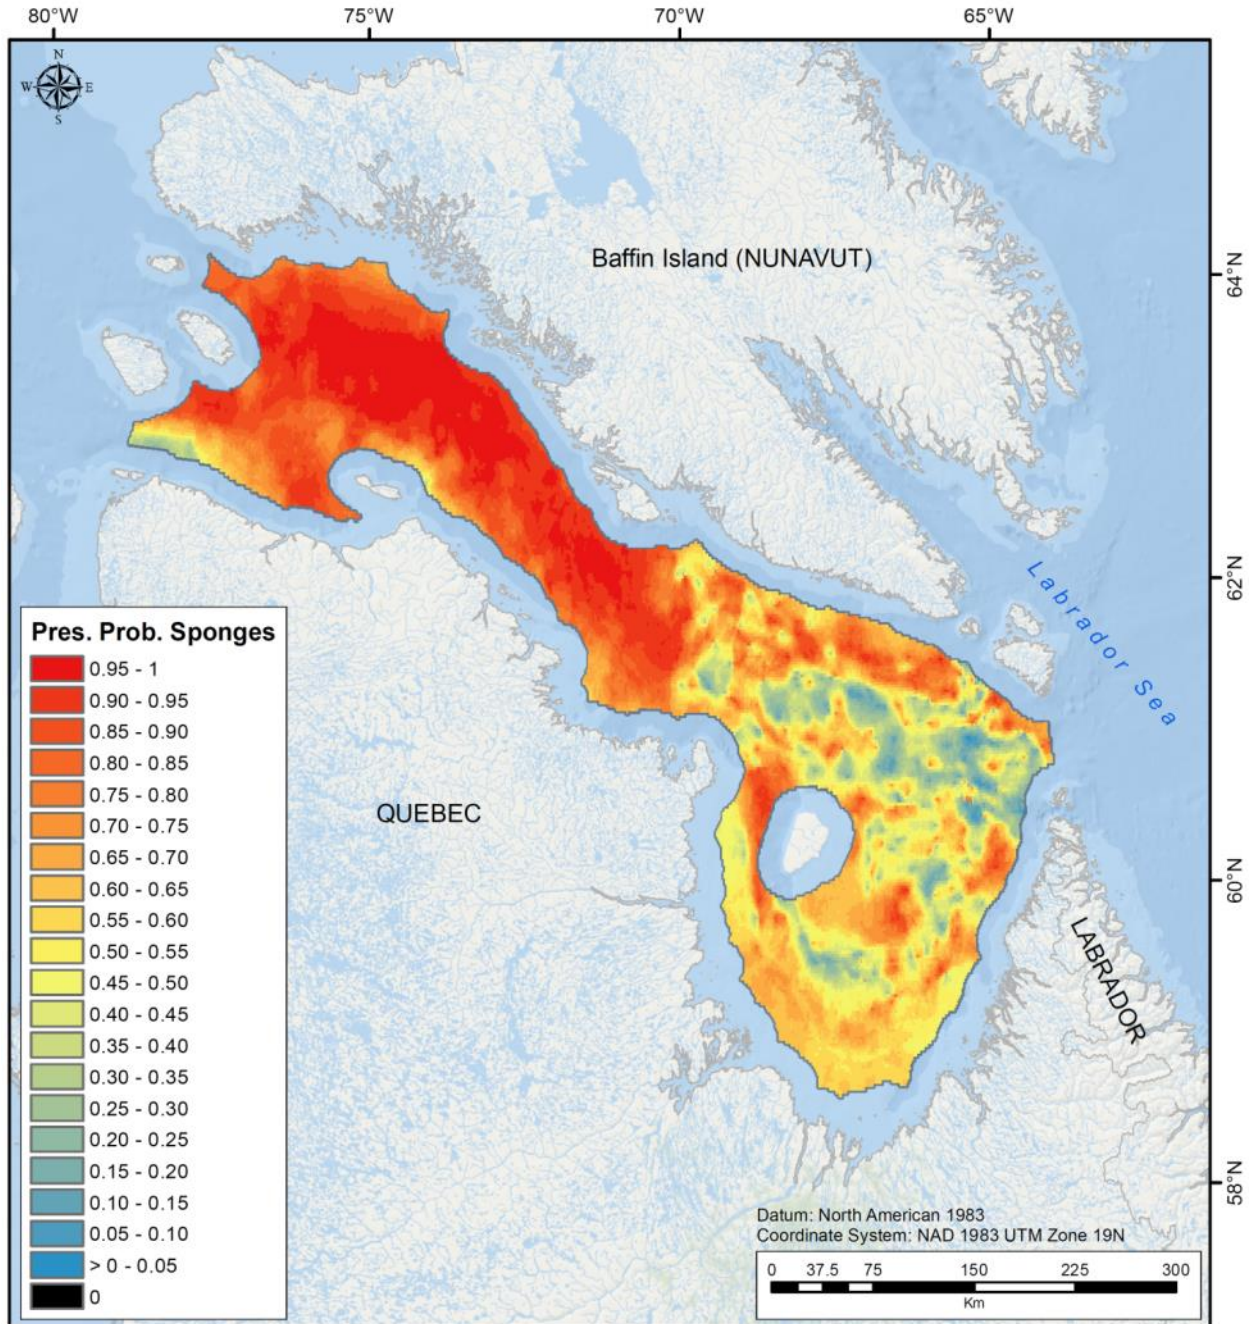 80°W 75°W 70°W 65°W
N
W E
S
Baffin Island (NUNAVUT)
64°N
Labrador Sea
62°N
Pres. Prob. Sponges
0.95 - 1
0.90 - 0.95
0.85 - 0.90
0.80 - 0.85
0.75 - 0.80
0.70 - 0.75
0.65 - 0.70
0.60 - 0.65
0.55 - 0.60
0.50 - 0.55
0.45 - 0.50
0.40 - 0.45
0.35 - 0.40
0.30 - 0.35
0.25 - 0.30
0.20 - 0.25
0.15 - 0.20
0.10 - 0.15
0.05 - 0.10
> 0 - 0.05
0
QUEBEC
60°N
LABRADOR
58°N
Datum: North American 1983
Coordinate System: NAD 1983 UTM Zone 19N
0 37.5 75 150 225 300
Km